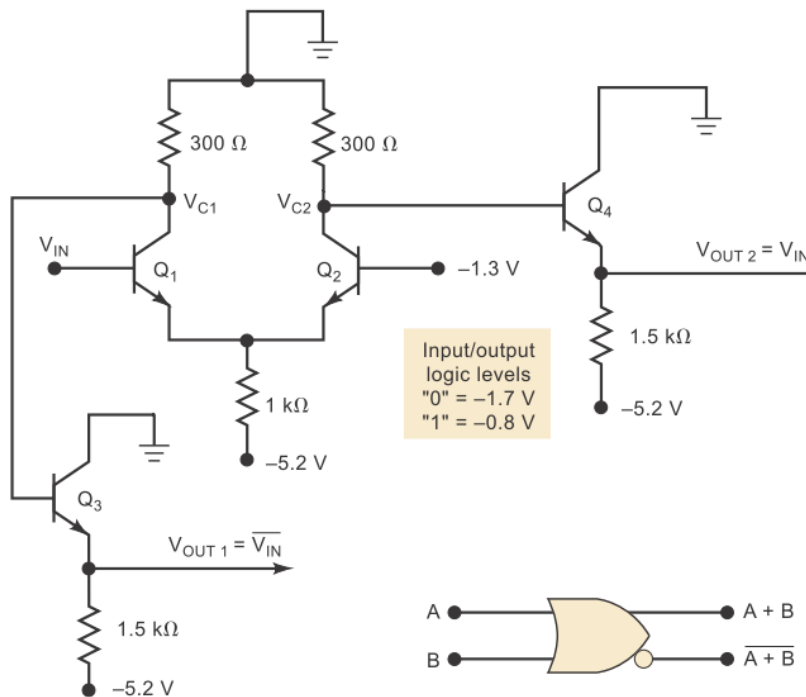 300 Ω
300 Ω
V_C1
V_C2
Q_4
V_IN
Q_1
Q_2
–1.3 V
V_OUT 2 = V_IN
1.5 kΩ
Input/output
logic levels
"0" = –1.7 V
"1" = –0.8 V
1 kΩ
–5.2 V
–5.2 V
Q_3
V_OUT 1 = V̅_I̅N̅
1.5 kΩ
–5.2 V
A
A + B
B
A̅ ̅+̅ ̅B̅